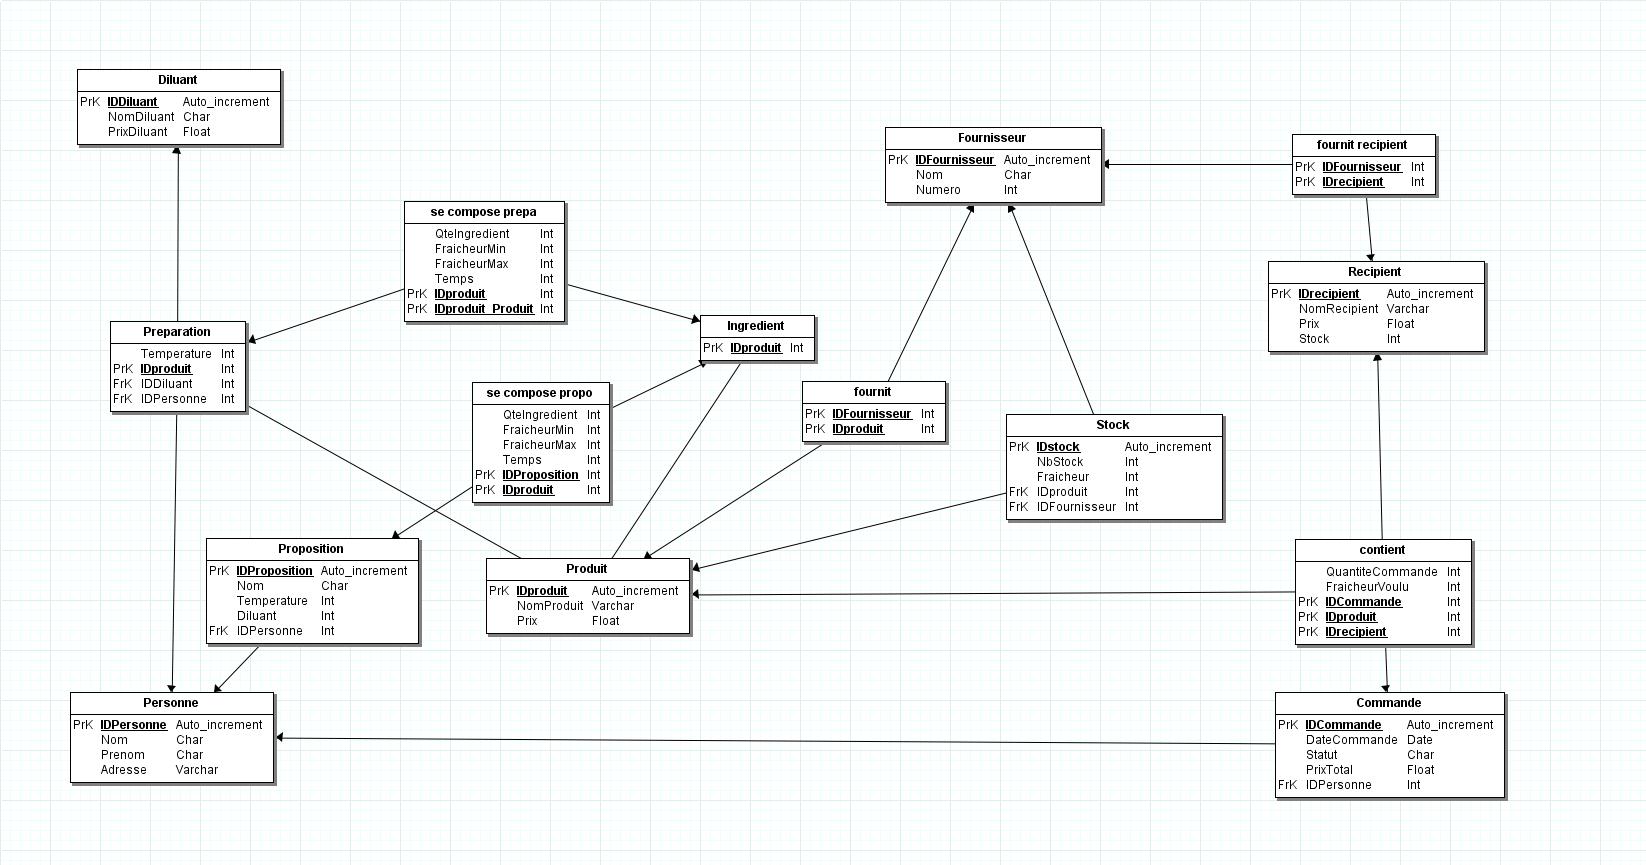 Diluant
PrK IDDiluant Auto_increment
NomDiluant Char
PrixDiluant Float
Fournisseur
PrK IDFournisseur Auto_increment
Nom Char
Numero Int
fournit recipient
PrK IDFournisseur Int
PrK IDrecipient Int
se compose prepa
QteIngredient Int
FraicheurMin Int
FraicheurMax Int
Temps Int
PrK IDproduit Int
PrK IDproduit_Produit Int
Recipient
PrK IDrecipient Auto_increment
NomRecipient Varchar
Prix Float
Stock Int
Preparation
Temperature Int
PrK IDproduit Int
FrK IDDiluant Int
FrK IDPersonne Int
Ingredient
PrK IDproduit Int
se compose propo
QteIngredient Int
FraicheurMin Int
FraicheurMax Int
Temps Int
PrK IDProposition Int
PrK IDproduit Int
fournit
PrK IDFournisseur Int
PrK IDproduit Int
Stock
PrK IDstock Auto_increment
NbStock Int
Fraicheur Int
FrK IDproduit Int
FrK IDFournisseur Int
Proposition
PrK IDProposition Auto_increment
Nom Char
Temperature Int
Diluant Int
FrK IDPersonne Int
Produit
PrK IDproduit Auto_increment
NomProduit Varchar
Prix Float
contient
QuantiteCommande Int
FraicheurVoulu Int
PrK IDCommande Int
PrK IDproduit Int
PrK IDrecipient Int
Personne
PrK IDPersonne Auto_increment
Nom Char
Prenom Char
Adresse Varchar
Commande
PrK IDCommande Auto_increment
DateCommande Date
Statut Char
PrixTotal Float
FrK IDPersonne Int